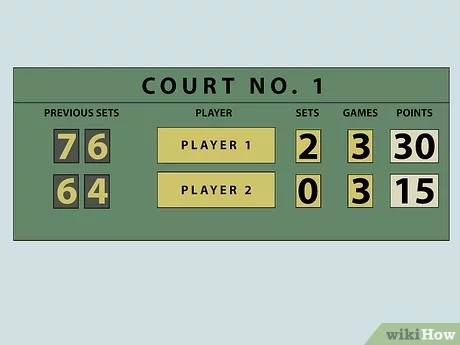 COURT NO. 1
PREVIOUS SETS PLAYER SETS GAMES POINTS
7 6 PLAYER 1 2 3 30
6 4 PLAYER 2 0 3 15
wikiHow